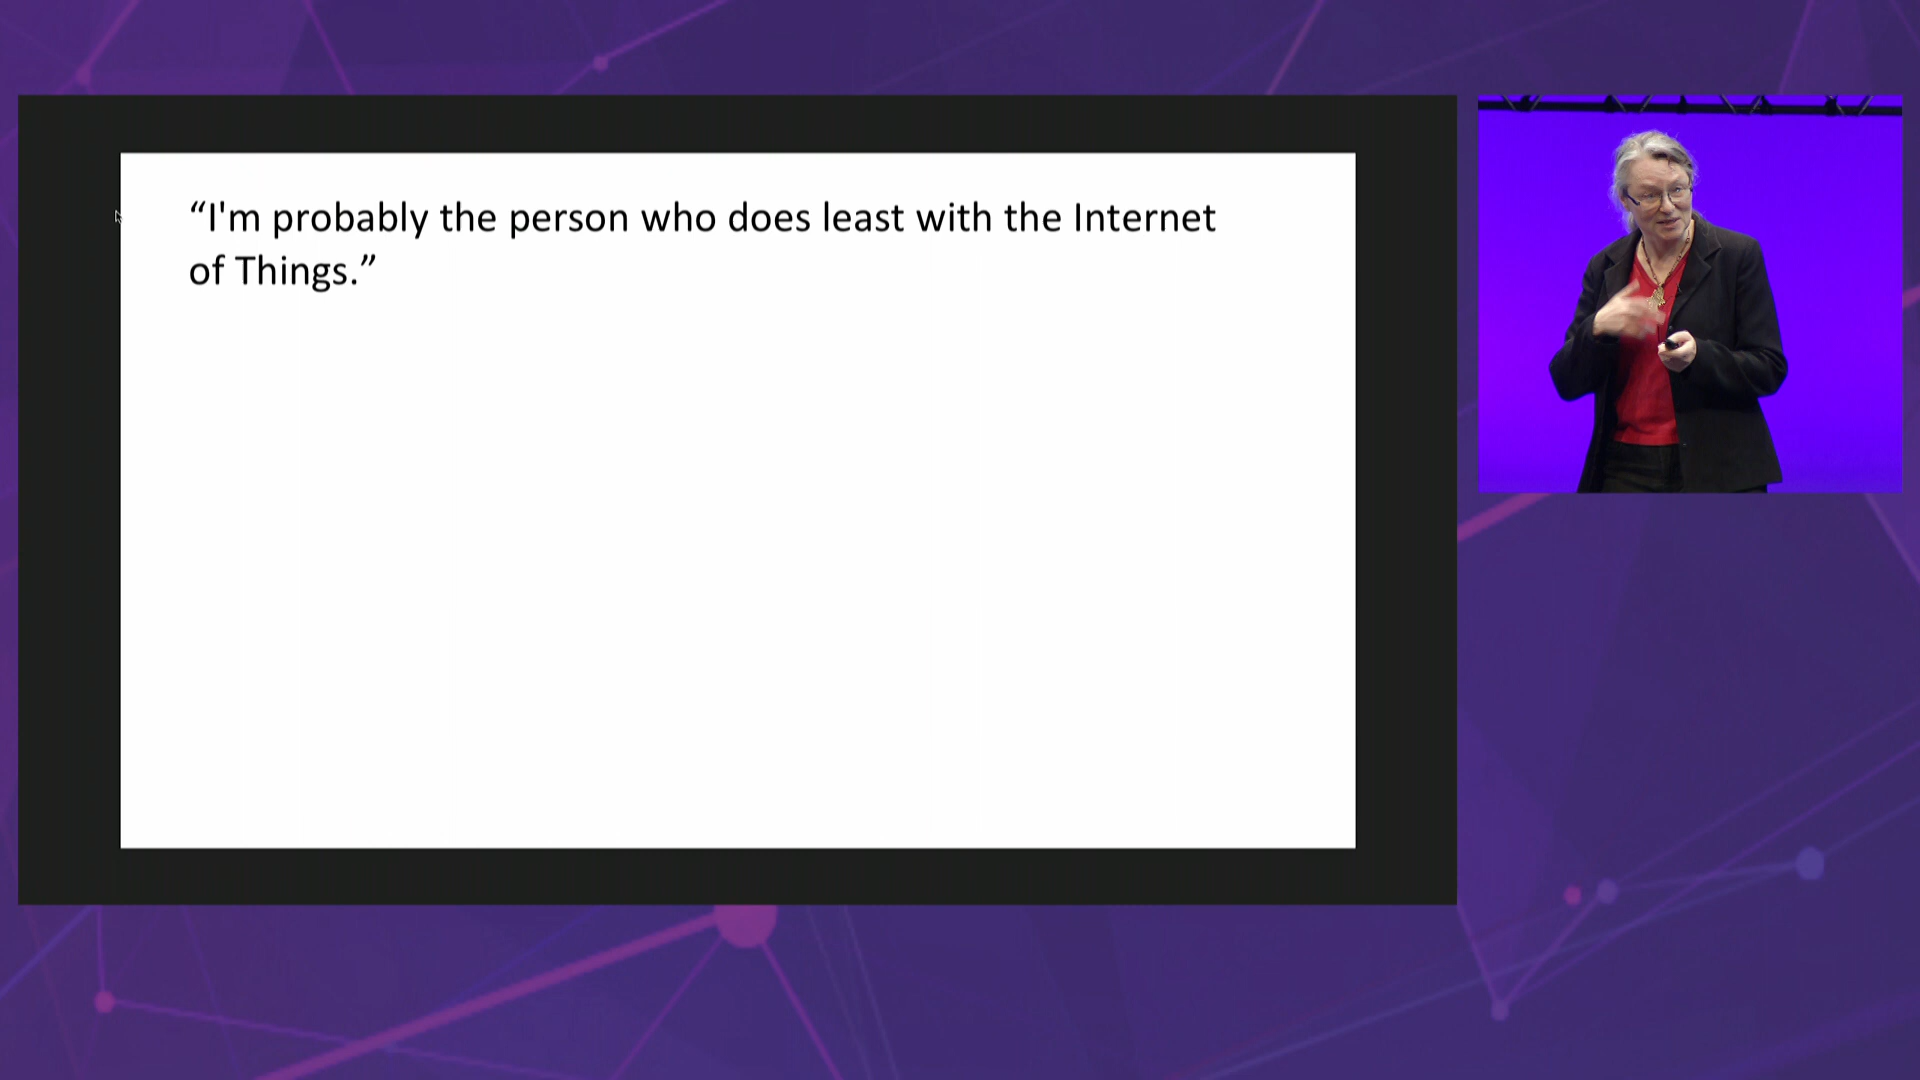 “I'm probably the person who does least with the Internet
of Things.”